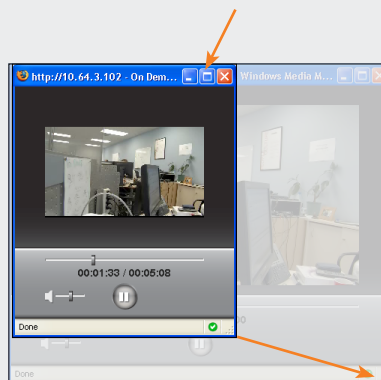 http://10.64.3.102 - On Dem...
Windows Media M...
00:01:33 / 00:05:08
Done
Done